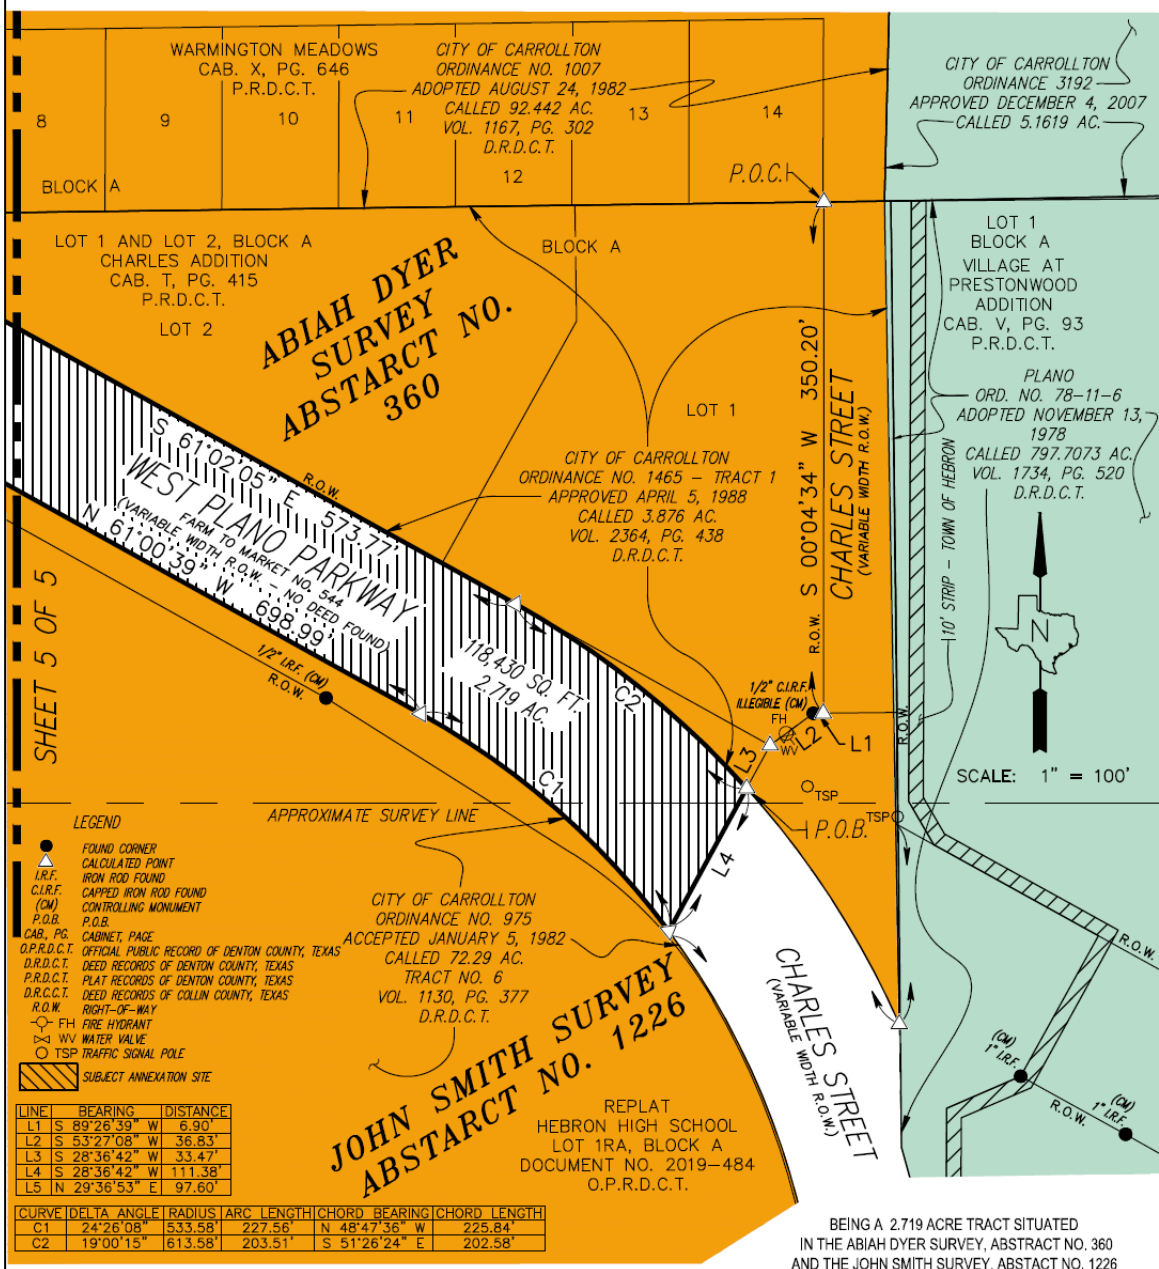 WARMINGTON MEADOWS
CAB. X, PG. 646
P.R.D.C.T.
CITY OF CARROLLTON
ORDINANCE NO. 1007
ADOPTED AUGUST 24, 1982
CALLED 92.442 AC.
VOL. 1167, PG. 302
D.R.D.C.T.
CITY OF CARROLLTON
ORDINANCE 3192
APPROVED DECEMBER 4, 2007
CALLED 5.1619 AC.
8
9
10
11
12
13
14
BLOCK A
P.O.C.
LOT 1 AND LOT 2, BLOCK A
CHARLES ADDITION
CAB. T, PG. 415
P.R.D.C.T.
LOT 2
ABIAH DYER
SURVEY
ABSTARCT NO.
360
BLOCK A
LOT 1
BLOCK A
VILLAGE AT
PRESTONWOOD
ADDITION
CAB. V, PG. 93
P.R.D.C.T.
PLANO
ORD. NO. 78-11-6
ADOPTED NOVEMBER 13,
1978
CALLED 797.7073 AC.
VOL. 1734, PG. 520
D.R.D.C.T.
LOT 1
S 00°04'34" W 350.20'
CHARLES STREET
(VARIABLE WIDTH R.O.W.)
R.O.W.
10' STRIP - TOWN OF HEBRON
R.O.W.
CITY OF CARROLLTON
ORDINANCE NO. 1465 - TRACT 1
APPROVED APRIL 5, 1988
CALLED 3.876 AC.
VOL. 2364, PG. 438
D.R.D.C.T.
S 61°02'05" E 573.77'
R.O.W.
WEST PLANO PARKWAY
FARM TO MARKET NO. 544
(VARIABLE WIDTH R.O.W. - NO DEED FOUND)
N 61°00'39" W 698.99'
1/2" I.R.F. (CM)
R.O.W.
118,430 SQ. FT
2.719 AC.
C2
C1
SHEET 5 OF 5
1/2" C.I.R.F.
ILLEGIBLE (CM)
FH
WV
L2
L1
L3
TSP
TSP
P.O.B.
L4
N
SCALE: 1" = 100'
APPROXIMATE SURVEY LINE
LEGEND
FOUND CORNER
CALCULATED POINT
I.R.F. IRON ROD FOUND
C.I.R.F. CAPPED IRON ROD FOUND
(CM) CONTROLLING MONUMENT
P.O.B. P.O.B.
CAB., PG. CABINET, PAGE
O.P.R.D.C.T. OFFICIAL PUBLIC RECORD OF DENTON COUNTY, TEXAS
D.R.D.C.T. DEED RECORDS OF DENTON COUNTY, TEXAS
P.R.D.C.T. PLAT RECORDS OF DENTON COUNTY, TEXAS
D.R.C.C.T. DEED RECORDS OF COLLIN COUNTY, TEXAS
R.O.W. RIGHT-OF-WAY
FH FIRE HYDRANT
WV WATER VALVE
TSP TRAFFIC SIGNAL POLE
SUBJECT ANNEXATION SITE
CITY OF CARROLLTON
ORDINANCE NO. 975
ACCEPTED JANUARY 5, 1982
CALLED 72.29 AC.
TRACT NO. 6
VOL. 1130, PG. 377
D.R.D.C.T.
JOHN SMITH SURVEY
ABSTARCT NO. 1226
CHARLES STREET
(VARIABLE WIDTH R.O.W.)
R.O.W.
(CM)
1" I.R.F.
R.O.W.
(CM)
1" I.R.F.
REPLAT
HEBRON HIGH SCHOOL
LOT 1RA, BLOCK A
DOCUMENT NO. 2019-484
O.P.R.D.C.T.
LINE BEARING DISTANCE
L1 S 89°26'39" W 6.90'
L2 S 53°27'08" W 36.83'
L3 S 28°36'42" W 33.47'
L4 S 28°36'42" W 111.38'
L5 N 29°36'53" E 97.60'
CURVE DELTA ANGLE RADIUS ARC LENGTH CHORD BEARING CHORD LENGTH
C1 24°26'08" 533.58' 227.56' N 48°47'36" W 225.84'
C2 19°00'15" 613.58' 203.51' S 51°26'24" E 202.58'
BEING A 2.719 ACRE TRACT SITUATED
IN THE ABIAH DYER SURVEY, ABSTRACT NO. 360
AND THE JOHN SMITH SURVEY, ABSTACT NO. 1226